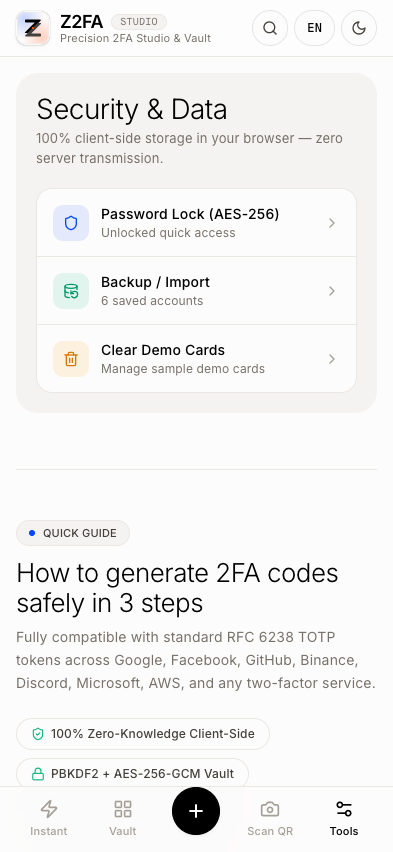 Z2FA STUDIO
Precision 2FA Studio & Vault
EN
Security & Data
100% client-side storage in your browser — zero
server transmission.
Password Lock (AES-256)
Unlocked quick access
Backup / Import
6 saved accounts
Clear Demo Cards
Manage sample demo cards
QUICK GUIDE
How to generate 2FA codes
safely in 3 steps
Fully compatible with standard RFC 6238 TOTP
tokens across Google, Facebook, GitHub, Binance,
Discord, Microsoft, AWS, and any two-factor service.
100% Zero-Knowledge Client-Side
PBKDF2 + AES-256-GCM Vault
Instant Vault Scan QR Tools